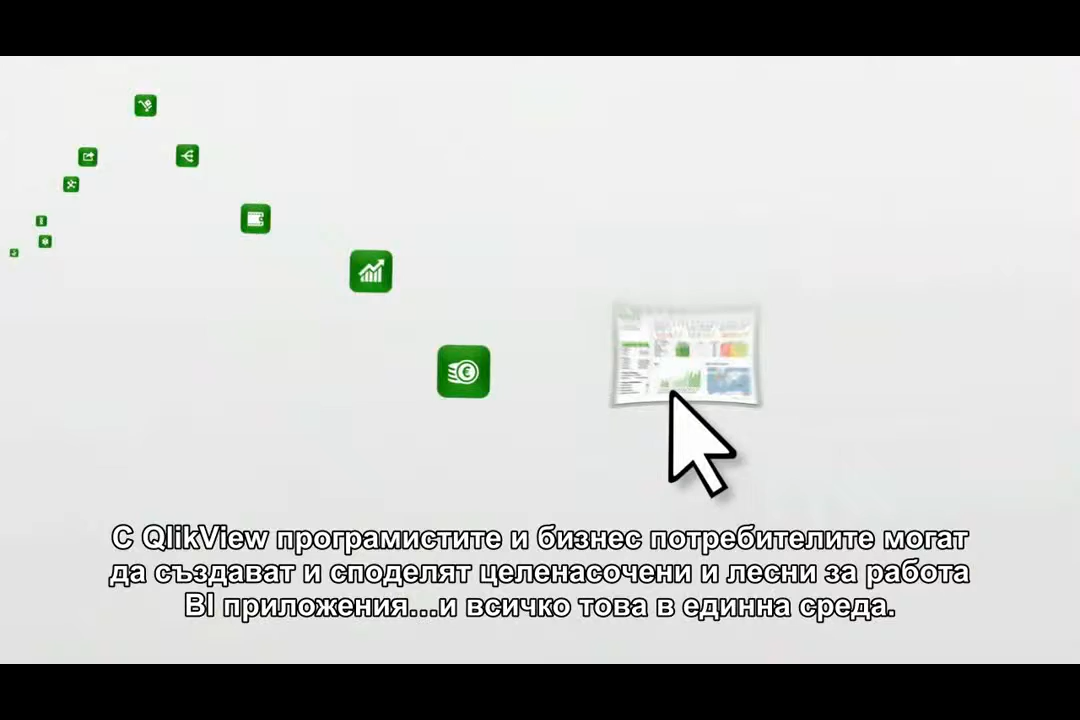 С QlikView програмистите и бизнес потребителите могат
да създават и споделят целенасочени и лесни за работа
BI приложения...и всичко това в единна среда.